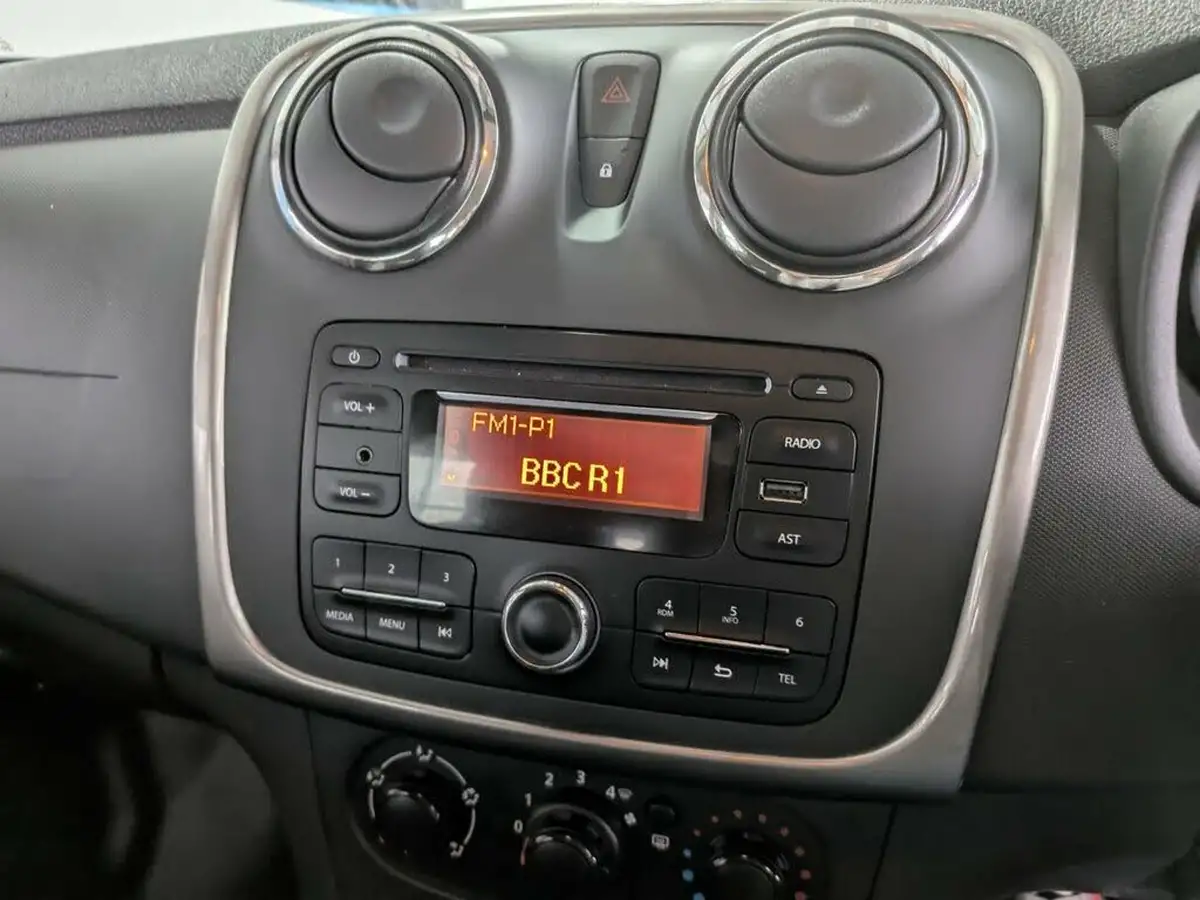 VOL +
VOL −
FM1-P1
BBC R1
RADIO
AST
1 2 3
MEDIA MENU
4 5 6
RDM INFO
TEL
0 1 2 3 4